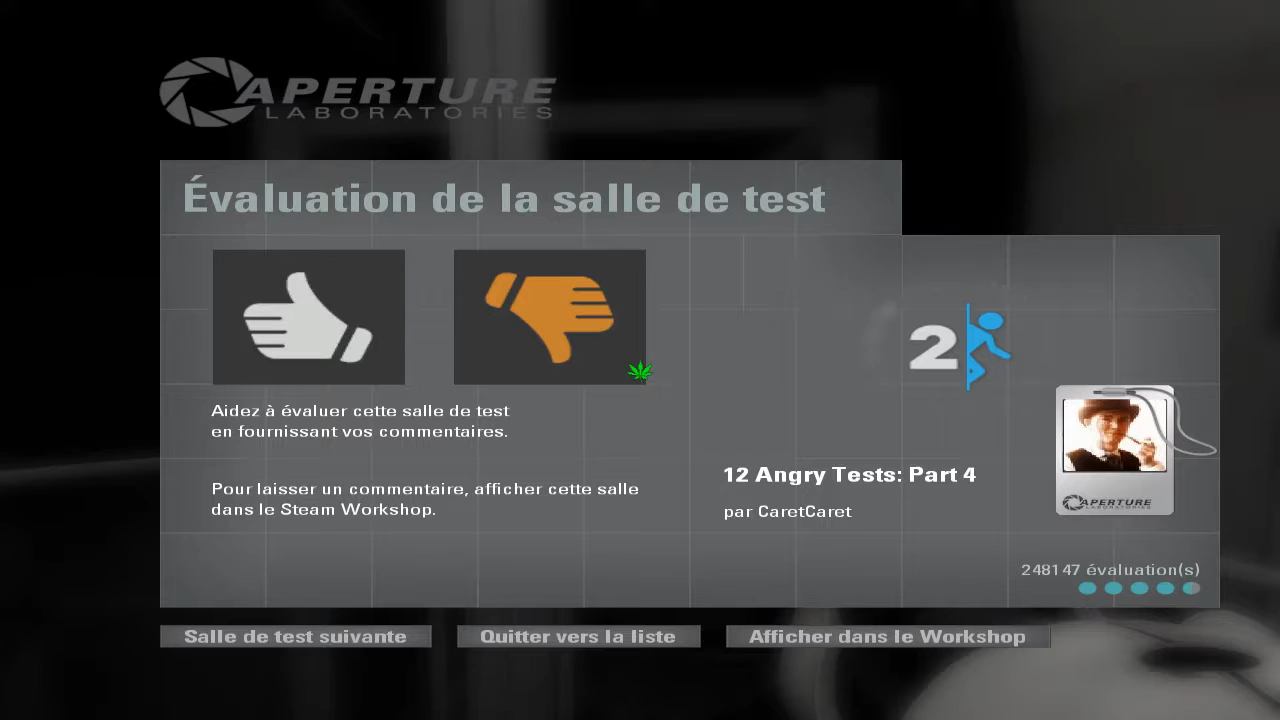 APERTURE
LABORATORIES
Évaluation de la salle de test
2
Aidez à évaluer cette salle de test
en fournissant vos commentaires.
Pour laisser un commentaire, afficher cette salle
dans le Steam Workshop.
12 Angry Tests: Part 4
par CaretCaret
APERTURE
248147 évaluation(s)
Salle de test suivante
Quitter vers la liste
Afficher dans le Workshop